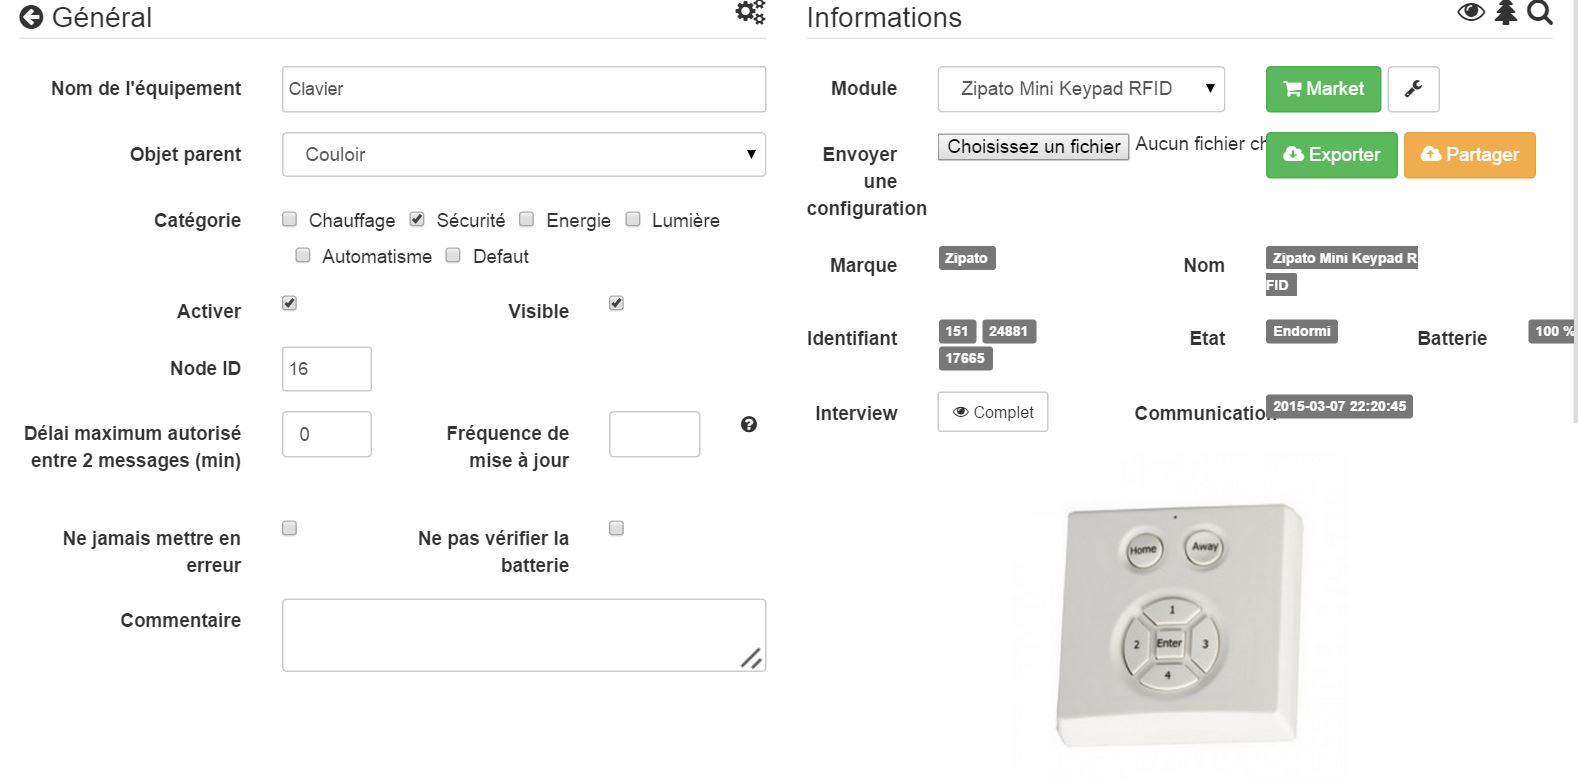 Général
Nom de l'équipement
Clavier
Objet parent
Couloir
Catégorie
Chauffage Sécurité Energie Lumière
Automatisme Defaut
Activer
Visible
Node ID
16
Délai maximum autorisé
entre 2 messages (min)
0
Fréquence de
mise à jour
Ne jamais mettre en
erreur
Ne pas vérifier la
batterie
Commentaire
Informations
Module
Zipato Mini Keypad RFID
Market
Envoyer
une
configuration
Choisissez un fichier Aucun fichier ch
Exporter
Partager
Marque
Zipato
Nom
Zipato Mini Keypad R
FID
Identifiant
151 24881
17665
Etat
Endormi
Batterie
100 %
Interview
Complet
Communication
2015-03-07 22:20:45
Home Away
1
2 Enter 3
4